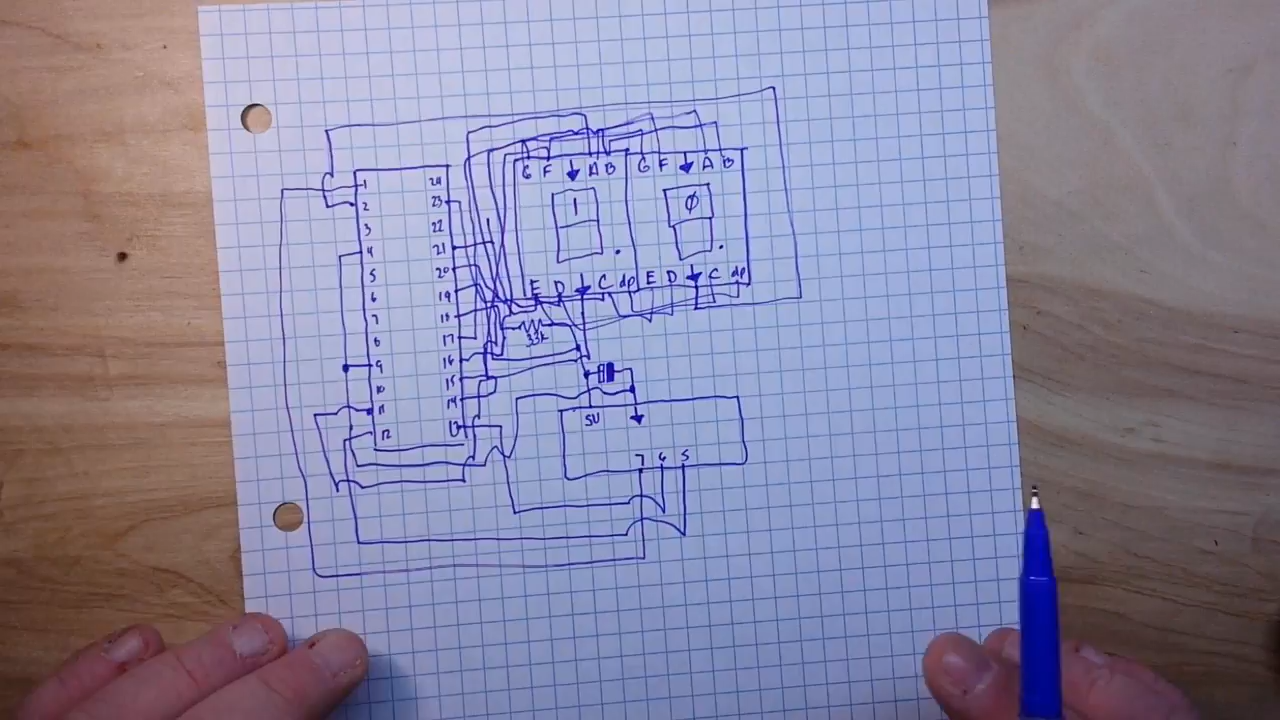 G F A B G F A B
1 24
2 23
3 22
4 21
5 20
6 19
7 18
8 17
9 16
10 15
11 14
12 13
1 0
E D C dp E D C dp
33k
5V
7 6 5